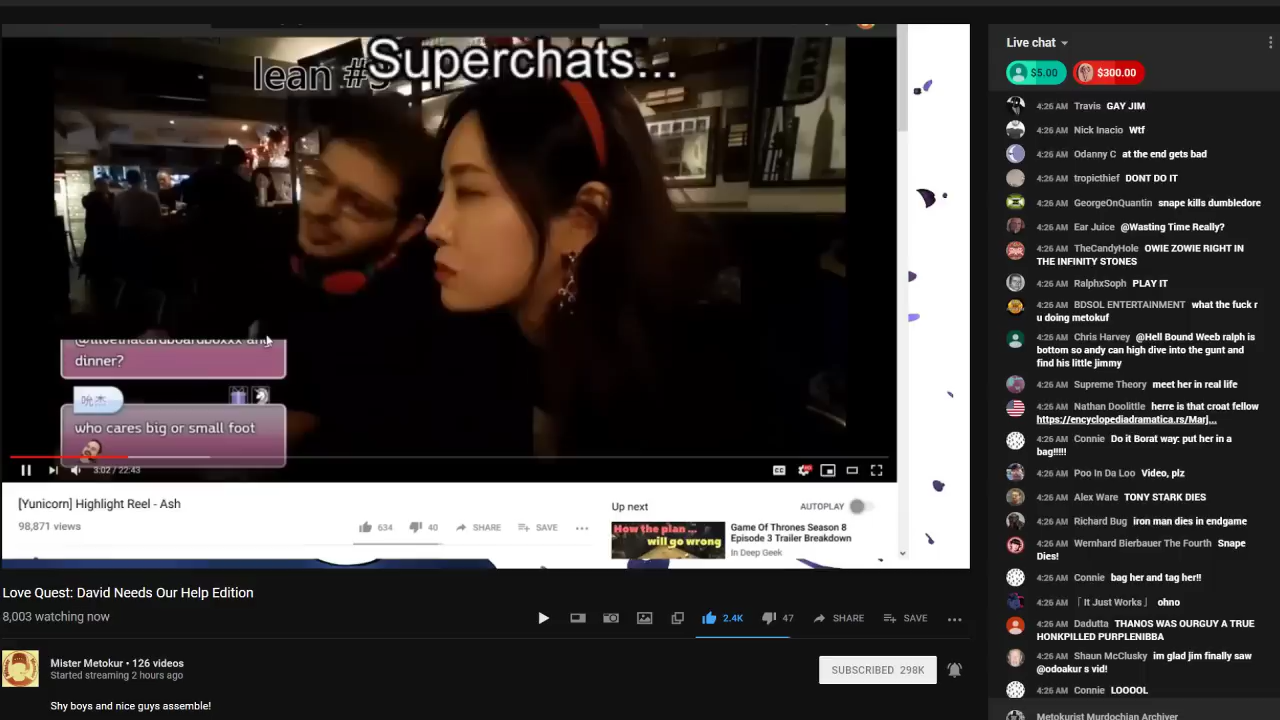 lean #
Superchats...
dinner?
吮杰
who cares big or small foot
3:02 / 22:43
CC
[Yunicorn] Highlight Reel - Ash
98,871 views
634
40
SHARE
SAVE
Up next
AUTOPLAY
How the plan ...
will go wrong
Game Of Thrones Season 8
Episode 3 Trailer Breakdown
In Deep Geek
Love Quest: David Needs Our Help Edition
8,003 watching now
2.4K
47
SHARE
SAVE
Mister Metokur • 126 videos
Started streaming 2 hours ago
SUBSCRIBED 298K
Shy boys and nice guys assemble!
Live chat
$5.00
$300.00
4:26 AM Travis GAY JIM
4:26 AM Nick Inacio Wtf
4:26 AM Odanny C at the end gets bad
4:26 AM tropicthief DONT DO IT
4:26 AM GeorgeOnQuantin snape kills dumbledore
4:26 AM Ear Juice @Wasting Time Really?
4:26 AM TheCandyHole OWIE ZOWIE RIGHT IN
THE INFINITY STONES
4:26 AM RalphxSoph PLAY IT
4:26 AM BDSOL ENTERTAINMENT what the fuck r
u doing metokuf
4:26 AM Chris Harvey @Hell Bound Weeb ralph is
bottom so andy can high dive into the gunt and
find his little jimmy
4:26 AM Supreme Theory meet her in real life
4:26 AM Nathan Doolittle herre is that croat fellow
https://encyclopediadramatica.rs/Marj...
4:26 AM Connie Do it Borat way: put her in a
bag!!!!!
4:26 AM Poo In Da Loo Video, plz
4:26 AM Alex Ware TONY STARK DIES
4:26 AM Richard Bug iron man dies in endgame
4:26 AM Wernhard Bierbauer The Fourth Snape
Dies!
4:26 AM Connie bag her and tag her!!
4:26 AM 「 It Just Works 」 ohno
4:26 AM Dadutta THANOS WAS OURGUY A TRUE
HONKPILLED PURPLENIBBA
4:26 AM Shaun McClusky im glad jim finally saw
@odoakur s vid!
4:26 AM Connie LOOOOL
Metokurist Murdochian Archiver